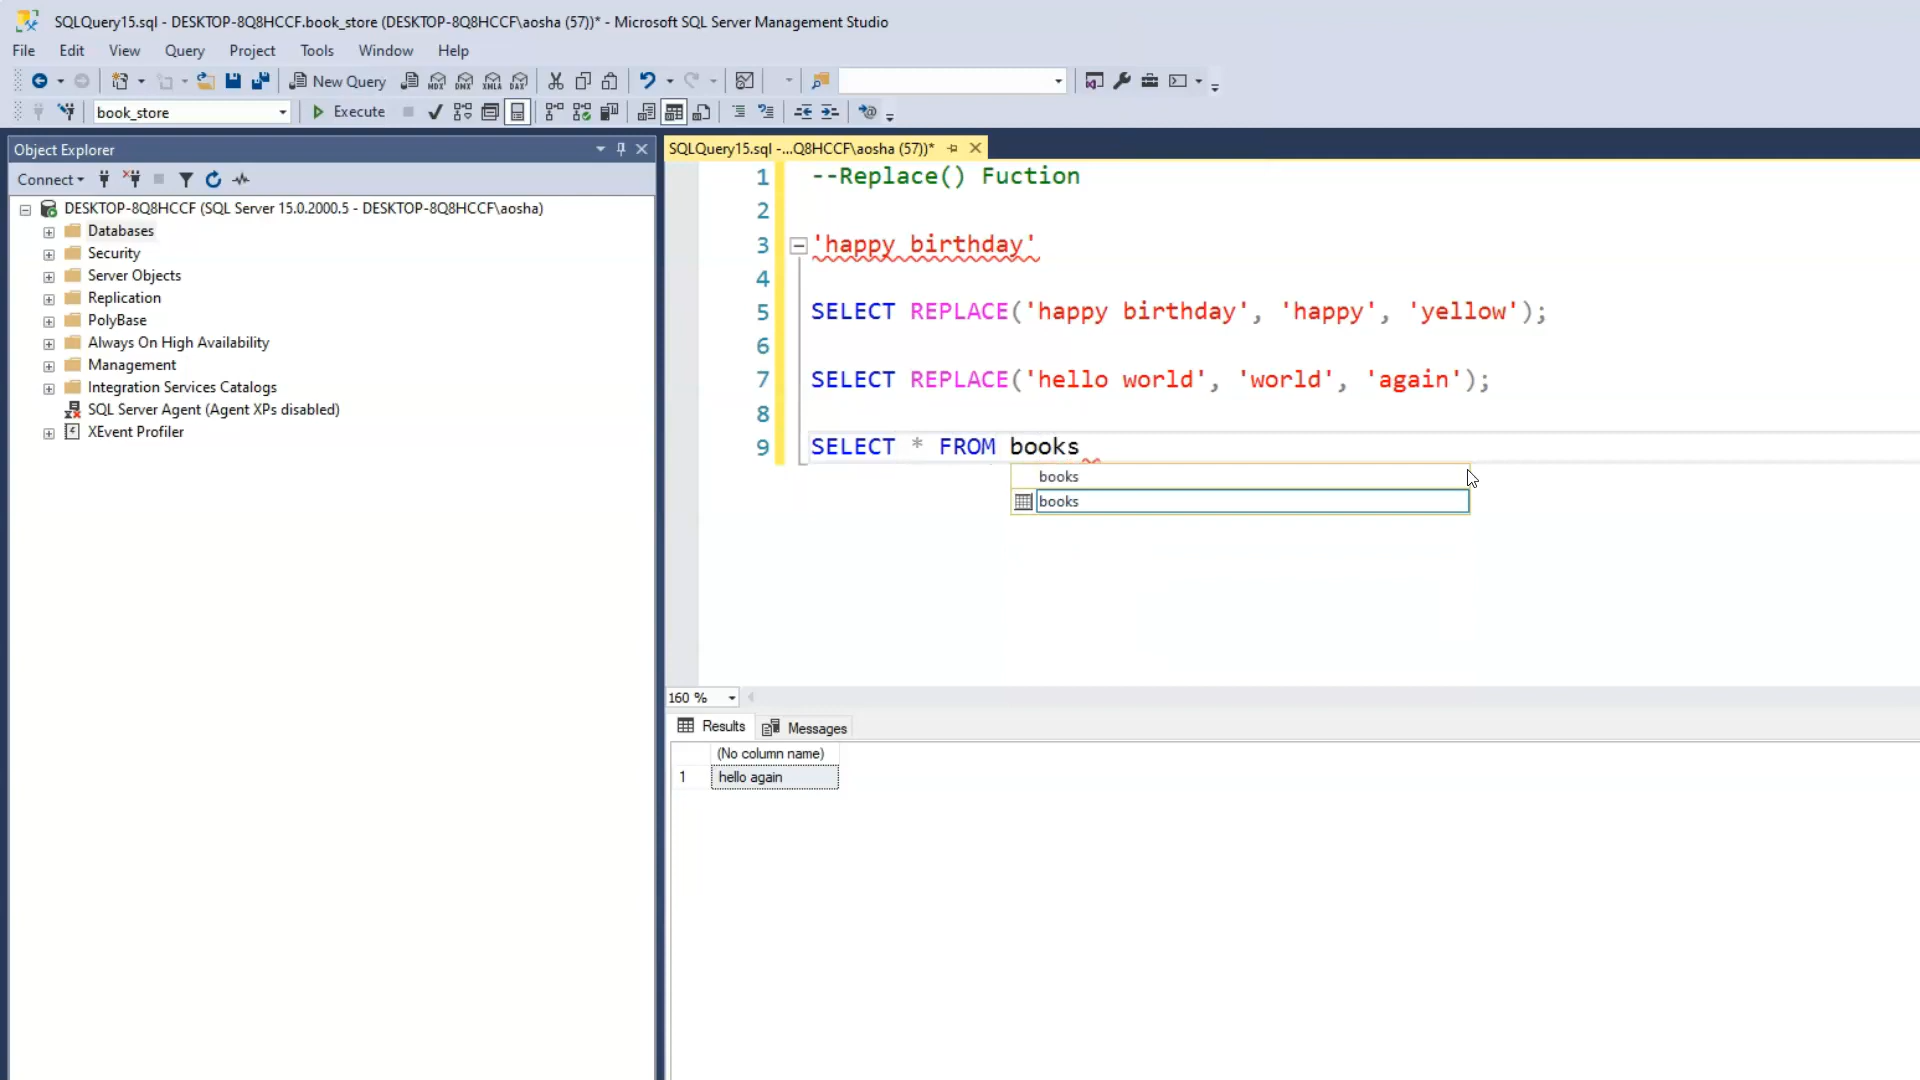 SQLQuery15.sql - DESKTOP-8Q8HCCF.book_store (DESKTOP-8Q8HCCF\aosha (57))* - Microsoft SQL Server Management Studio
File Edit View Query Project Tools Window Help
New Query MDX DMX XMLA DAX
book_store Execute
Object Explorer
Connect
DESKTOP-8Q8HCCF (SQL Server 15.0.2000.5 - DESKTOP-8Q8HCCF\aosha)
Databases
Security
Server Objects
Replication
PolyBase
Always On High Availability
Management
Integration Services Catalogs
SQL Server Agent (Agent XPs disabled)
XEvent Profiler
SQLQuery15.sql -...Q8HCCF\aosha (57))*
1 --Replace() Fuction
2
3 'happy birthday'
4
5 SELECT REPLACE('happy birthday', 'happy', 'yellow');
6
7 SELECT REPLACE('hello world', 'world', 'again');
8
9 SELECT * FROM books
books
books
160 %
Results Messages
(No column name)
1 hello again